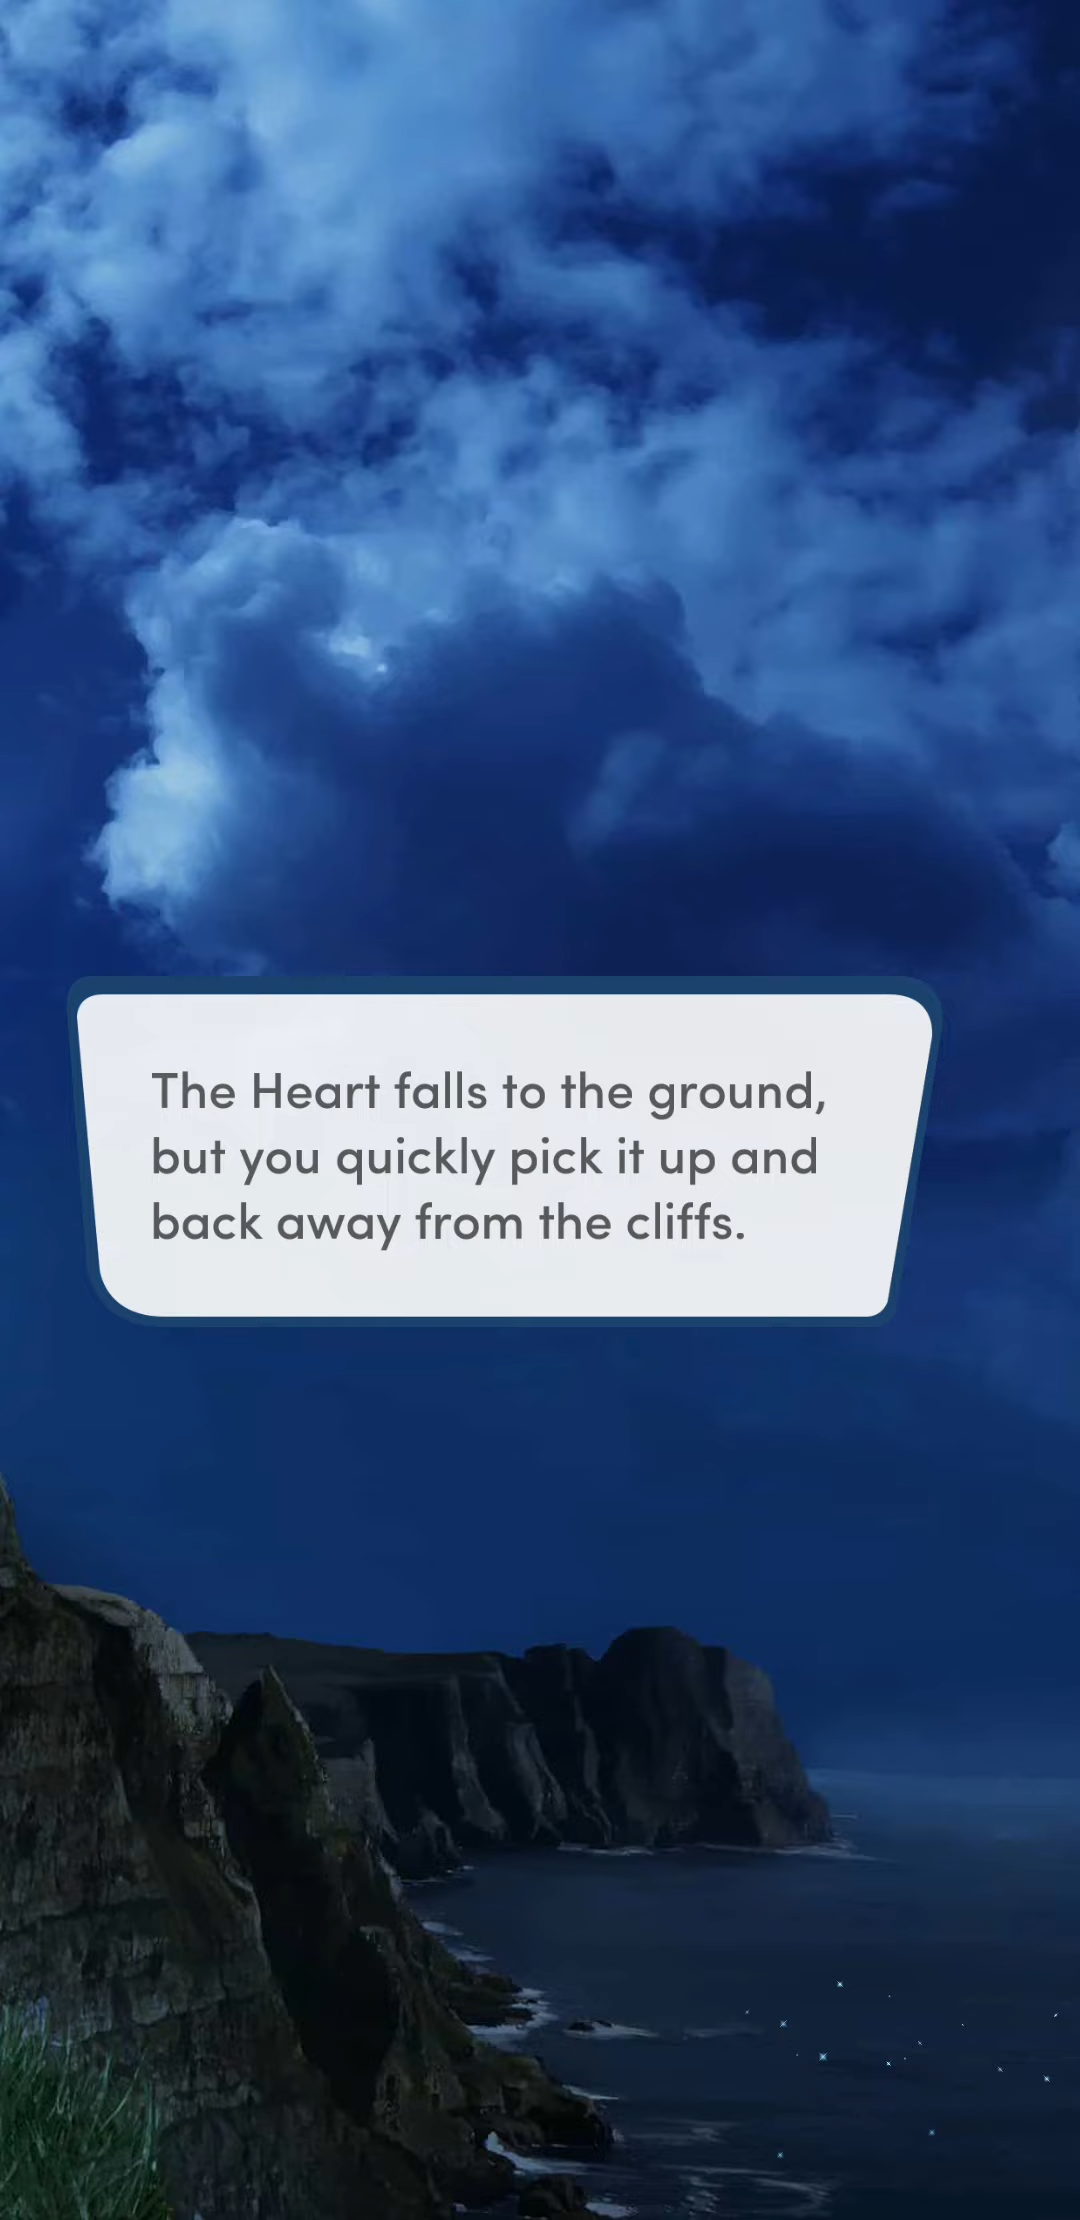 The Heart falls to the ground,
but you quickly pick it up and
back away from the cliffs.